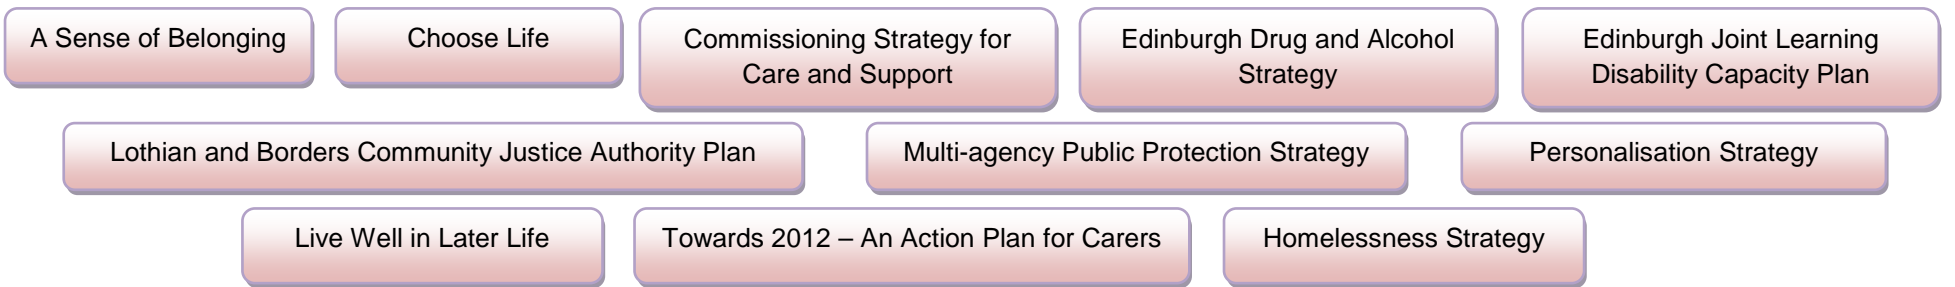 A Sense of Belonging
Choose Life
Commissioning Strategy for
Care and Support
Edinburgh Drug and Alcohol
Strategy
Edinburgh Joint Learning
Disability Capacity Plan
Lothian and Borders Community Justice Authority Plan
Multi-agency Public Protection Strategy
Personalisation Strategy
Live Well in Later Life
Towards 2012 – An Action Plan for Carers
Homelessness Strategy